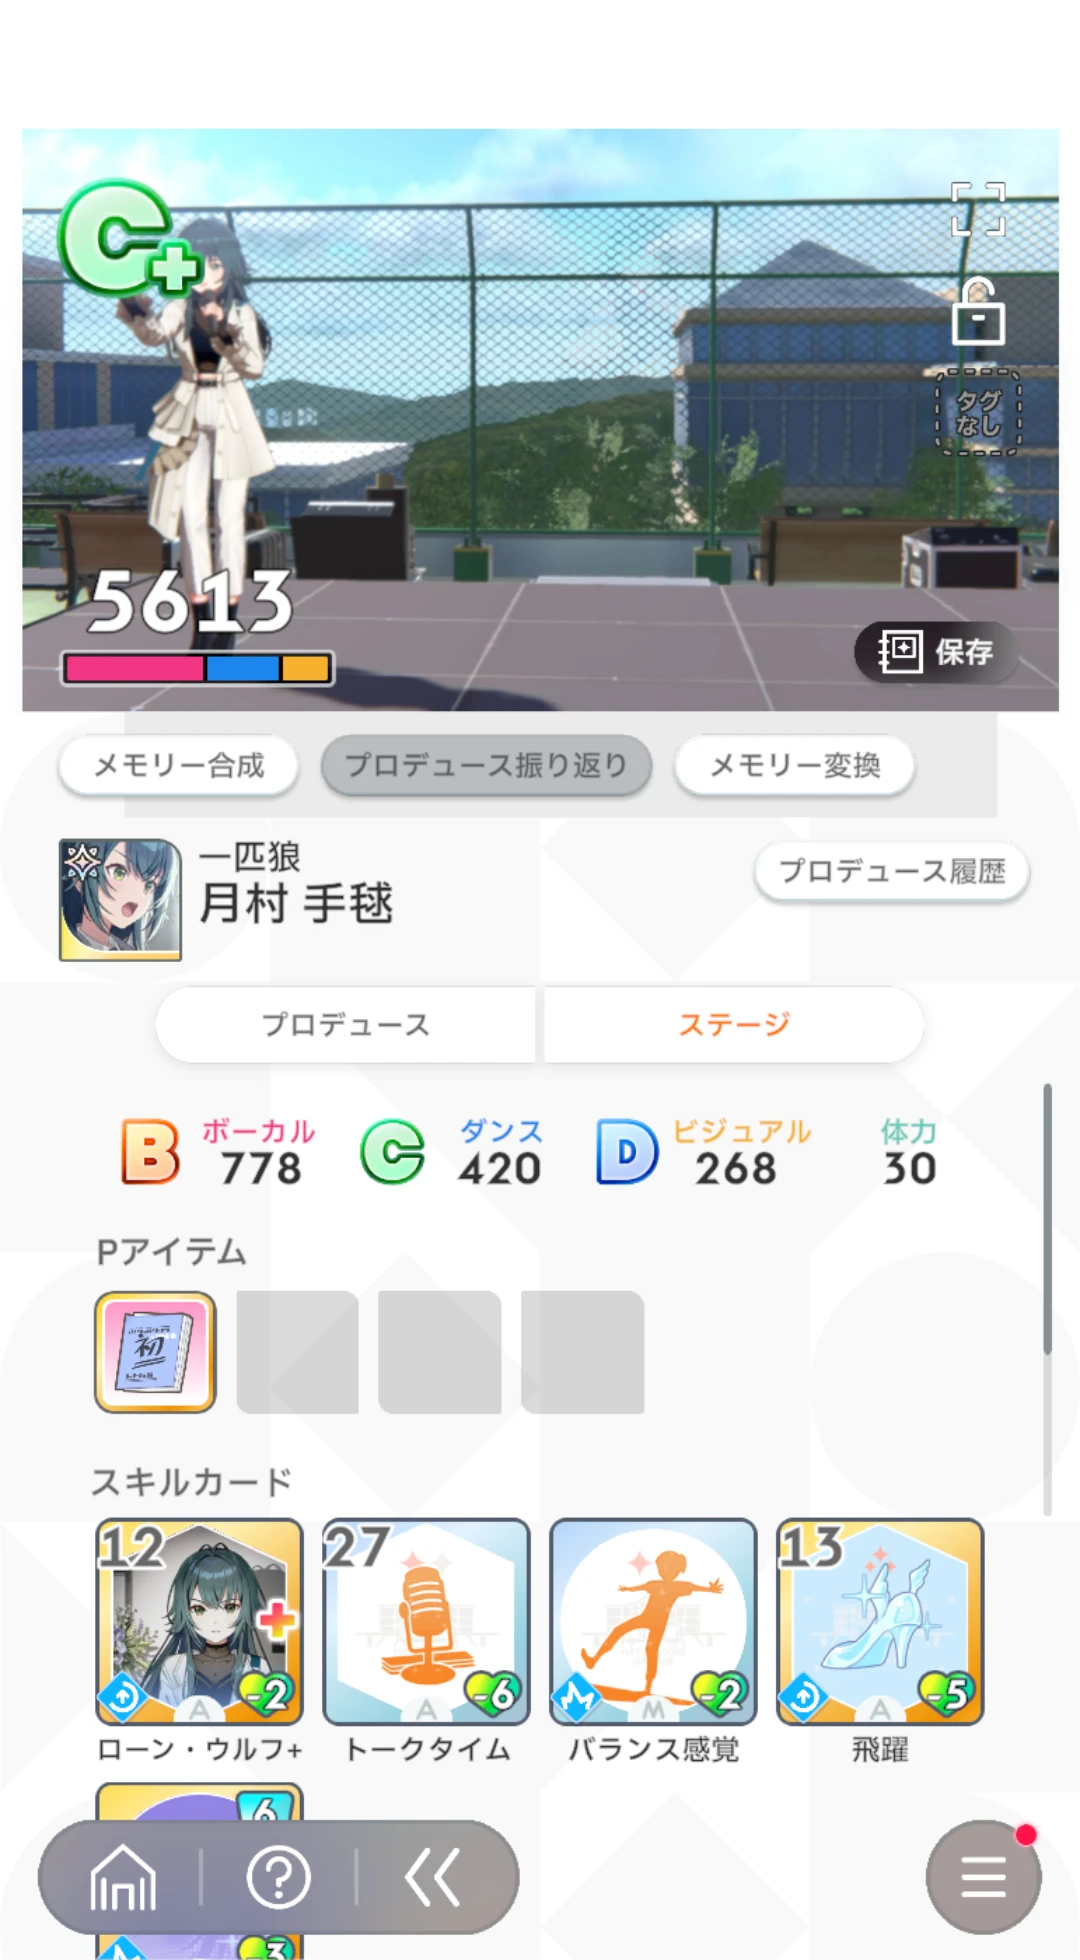 C+
タグ
なし
5613
保存
メモリー合成
プロデュース振り返り
メモリー変換
一匹狼
月村 手毬
プロデュース履歴
プロデュース
ステージ
B ボーカル 778
C ダンス 420
D ビジュアル 268
体力 30
Pアイテム
初
スキルカード
12 A -2
27 A -6
M -2
13 A -5
ローン・ウルフ+
トークタイム
バランス感覚
飛躍
6
?
-3